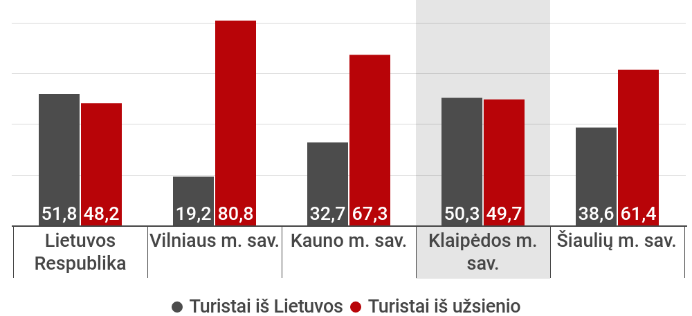 51,8 48,2 19,2 80,8 32,7 67,3 50,3 49,7 38,6 61,4
Lietuvos Vilniaus m. sav. Kauno m. sav. Klaipėdos m. Šiaulių m. sav.
Respublika sav.
Turistai iš Lietuvos Turistai iš užsienio